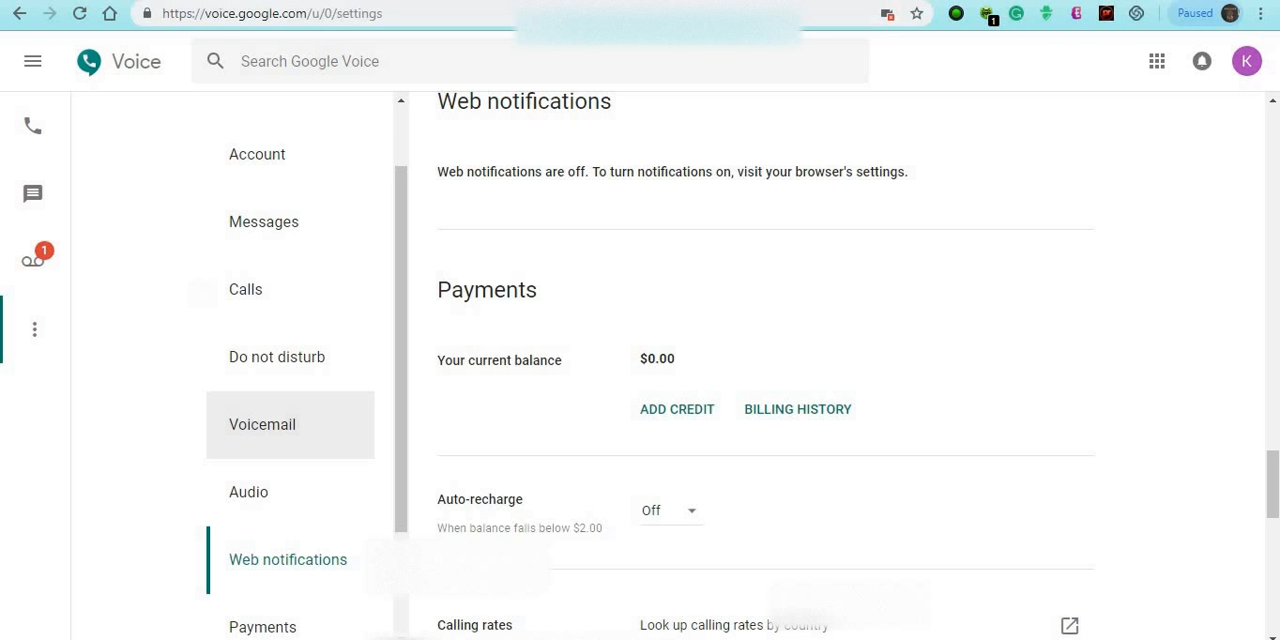 https://voice.google.com/u/0/settings
1
Paused
Voice
Search Google Voice
K
1
Account
Messages
Calls
Do not disturb
Voicemail
Audio
Web notifications
Payments
Web notifications
Web notifications are off. To turn notifications on, visit your browser's settings.
Payments
Your current balance
$0.00
ADD CREDIT
BILLING HISTORY
Auto-recharge
When balance falls below $2.00
Off
Calling rates
Look up calling rates by country